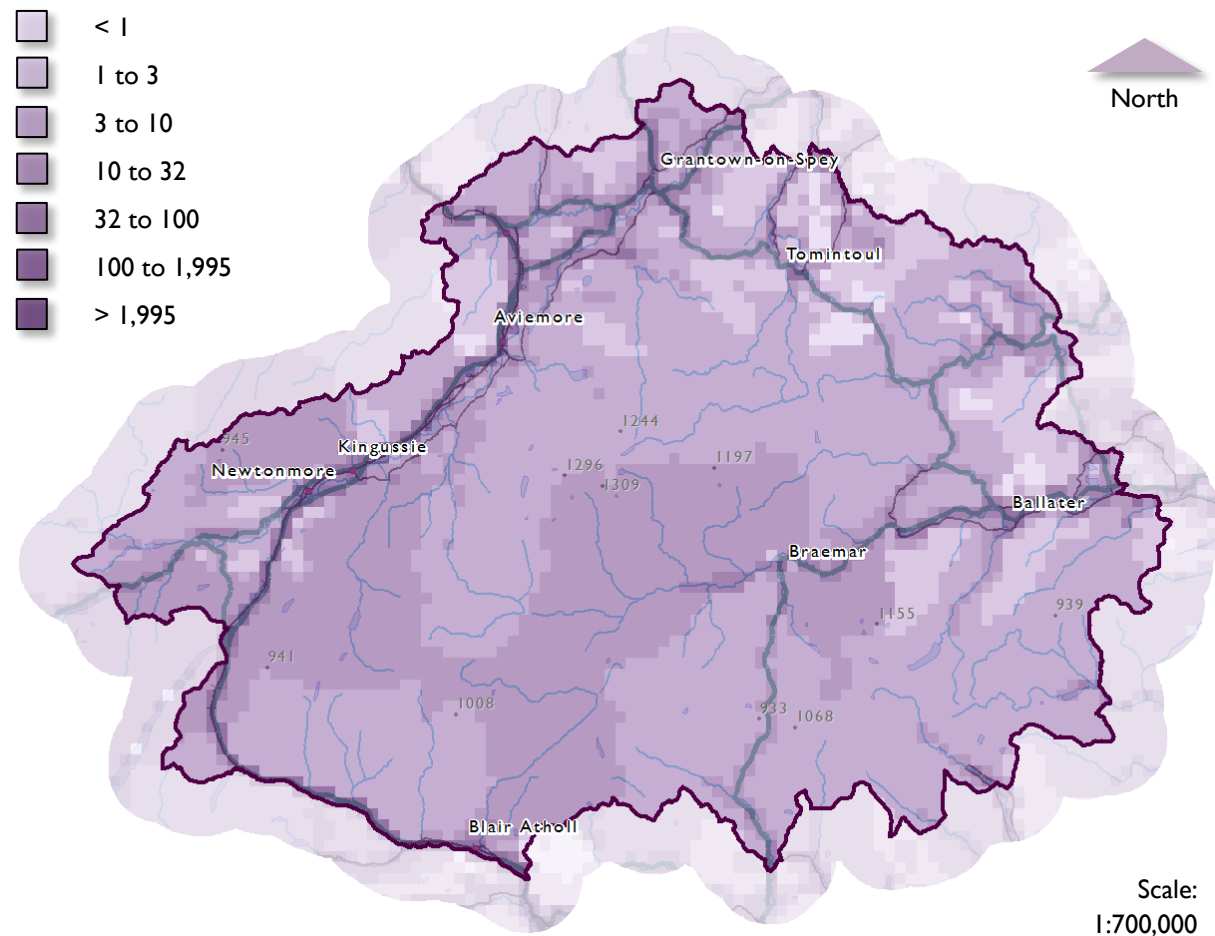 < 1
1 to 3
3 to 10
10 to 32
32 to 100
100 to 1,995
> 1,995
North
Grantown-on-Spey
Tomintoul
Aviemore
1244
945
Kingussie
1296
1197
Newtonmore
1309
Ballater
Braemar
1155
939
941
1008
933
1068
Blair Atholl
Scale:
1:700,000